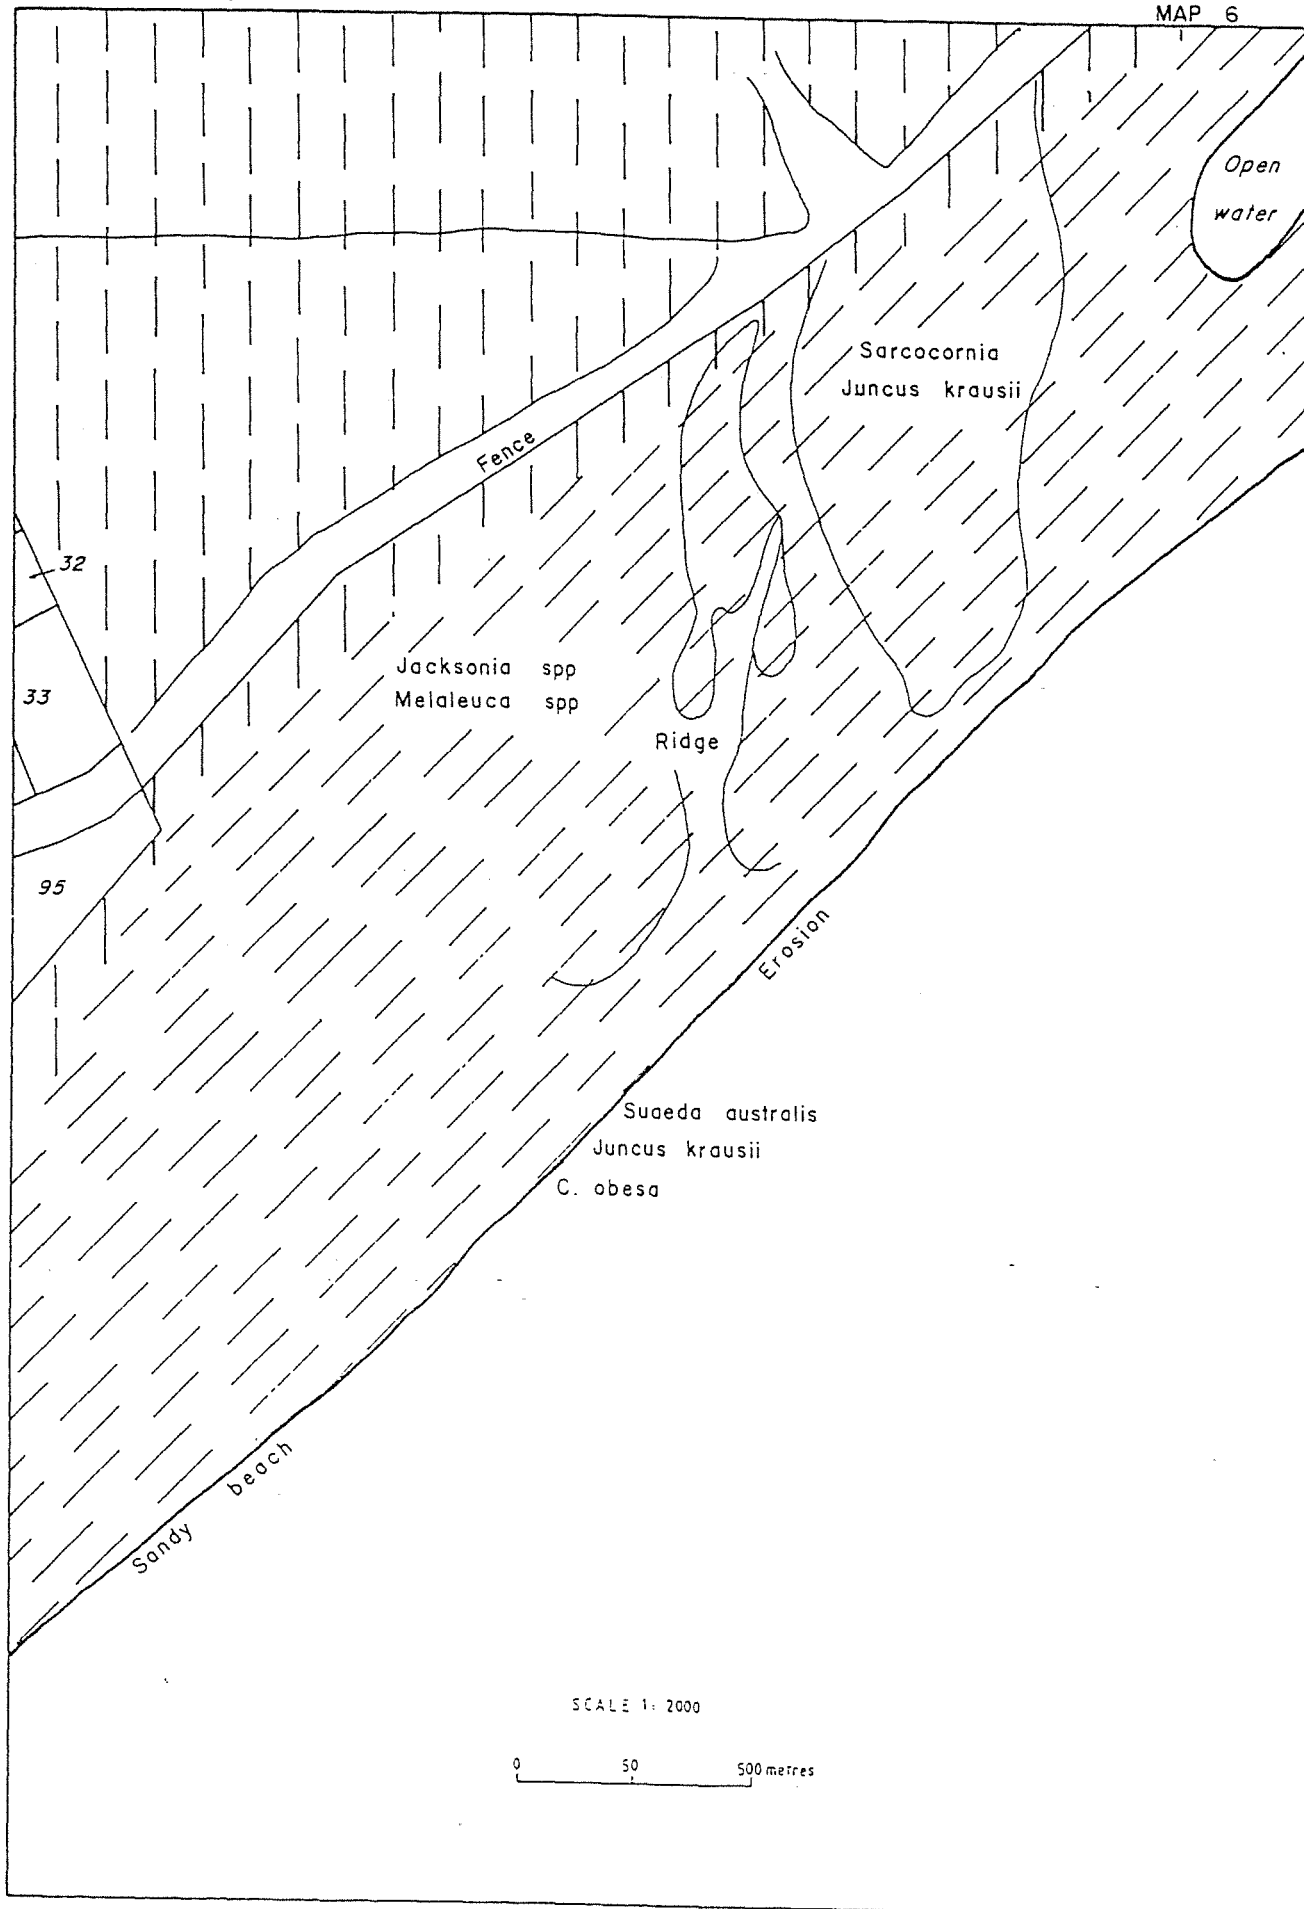 MAP 6
Open
water
Sarcocornia
Juncus krausii
Fence
32
33
Jacksonia spp
Melaleuca spp
Ridge
95
Erosion
Suaeda australis
Juncus krausii
C. obesa
Sandy beach
SCALE 1: 2000
0 50 500 metres